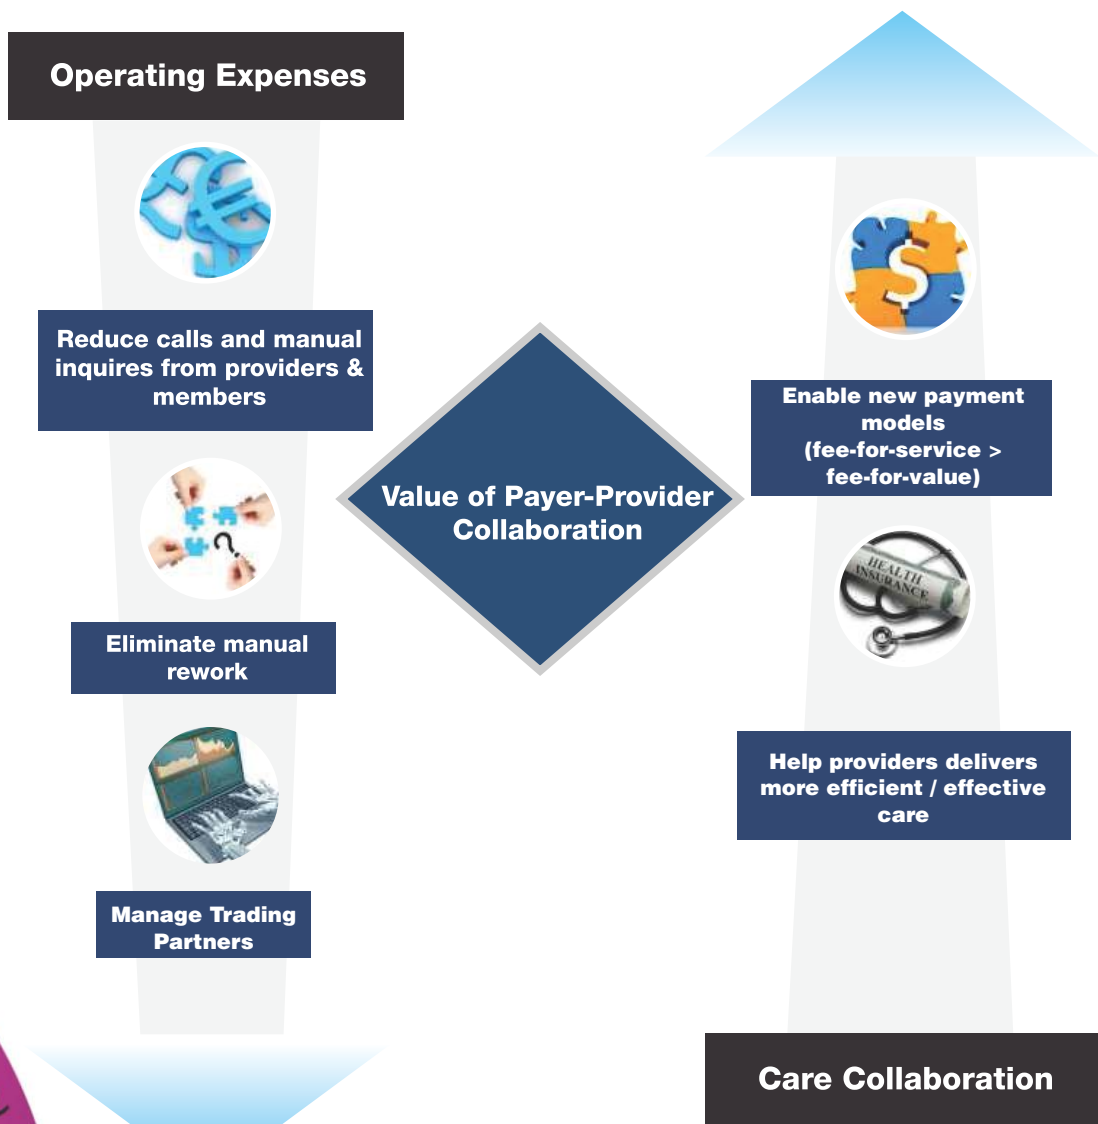 Operating Expenses
Reduce calls and manual
inquires from providers &
members
Eliminate manual
rework
Manage Trading
Partners
Value of Payer-Provider
Collaboration
Enable new payment
models
(fee-for-service >
fee-for-value)
HEALTH
INSURANCE
Help providers delivers
more efficient / effective
care
Care Collaboration